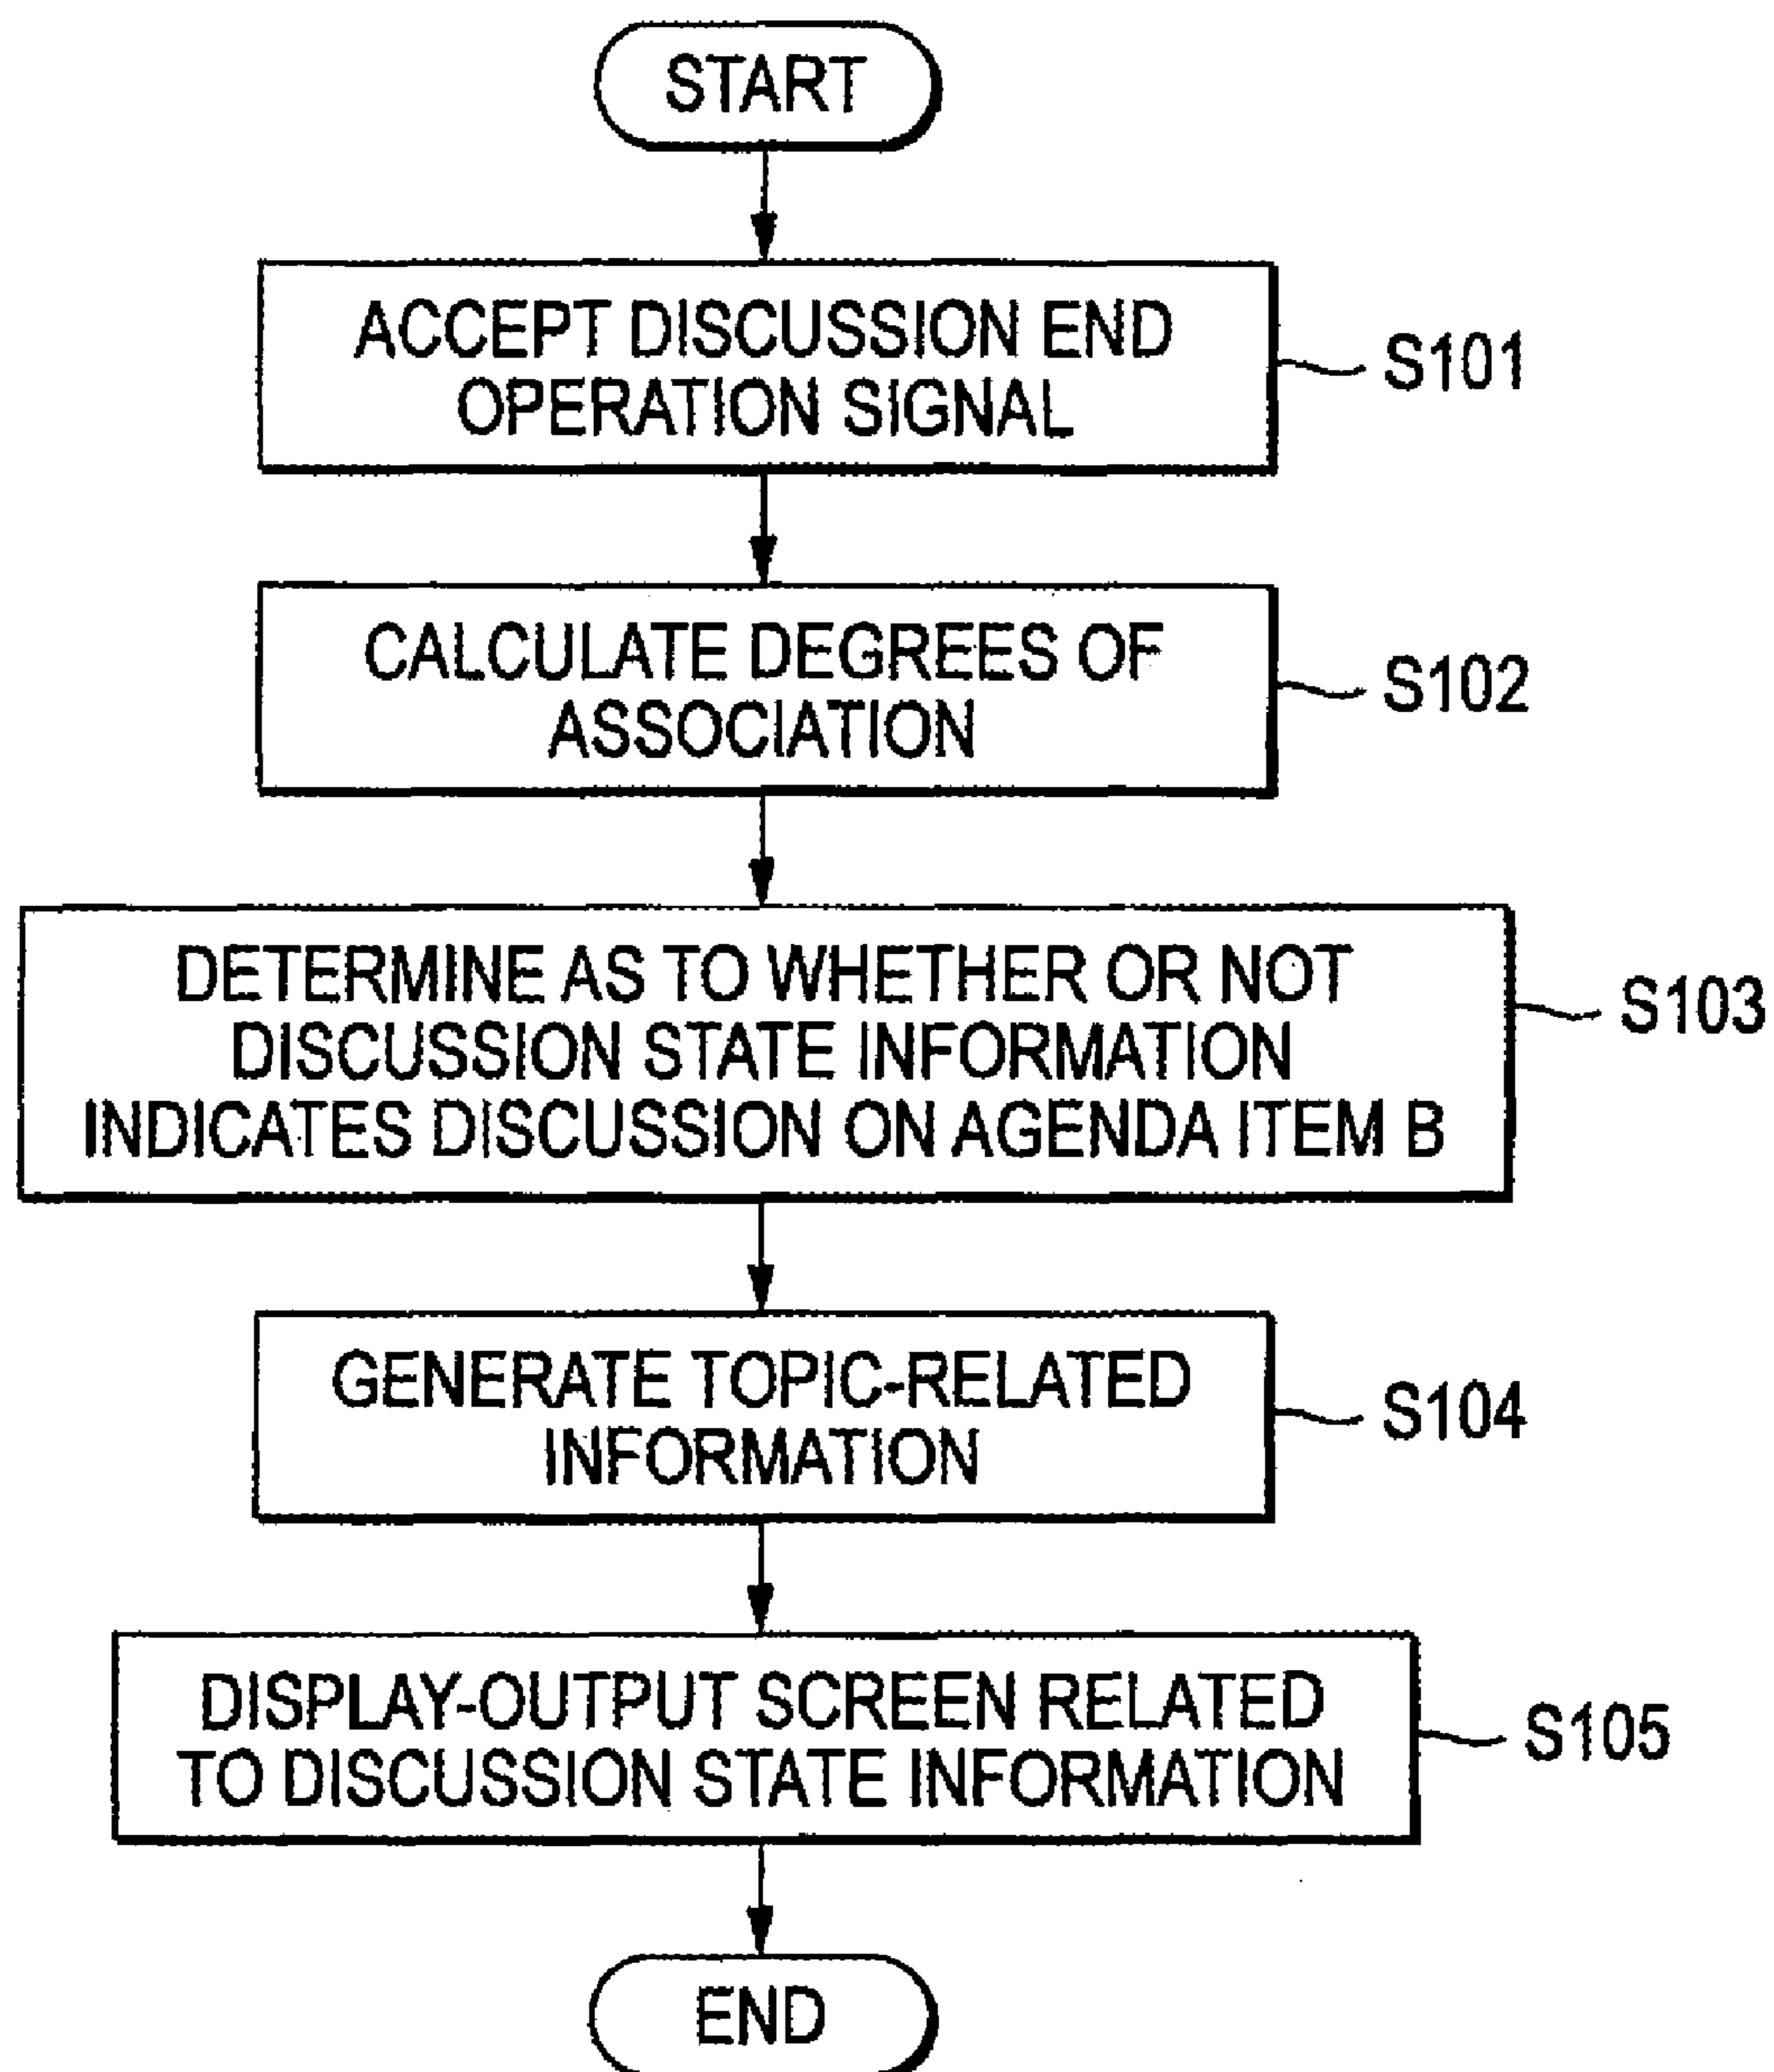 START
ACCEPT DISCUSSION END
OPERATION SIGNAL
S101
CALCULATE DEGREES OF
ASSOCIATION
S102
DETERMINE AS TO WHETHER OR NOT
DISCUSSION STATE INFORMATION
INDICATES DISCUSSION ON AGENDA ITEM B
S103
GENERATE TOPIC-RELATED
INFORMATION
S104
DISPLAY-OUTPUT SCREEN RELATED
TO DISCUSSION STATE INFORMATION
S105
END